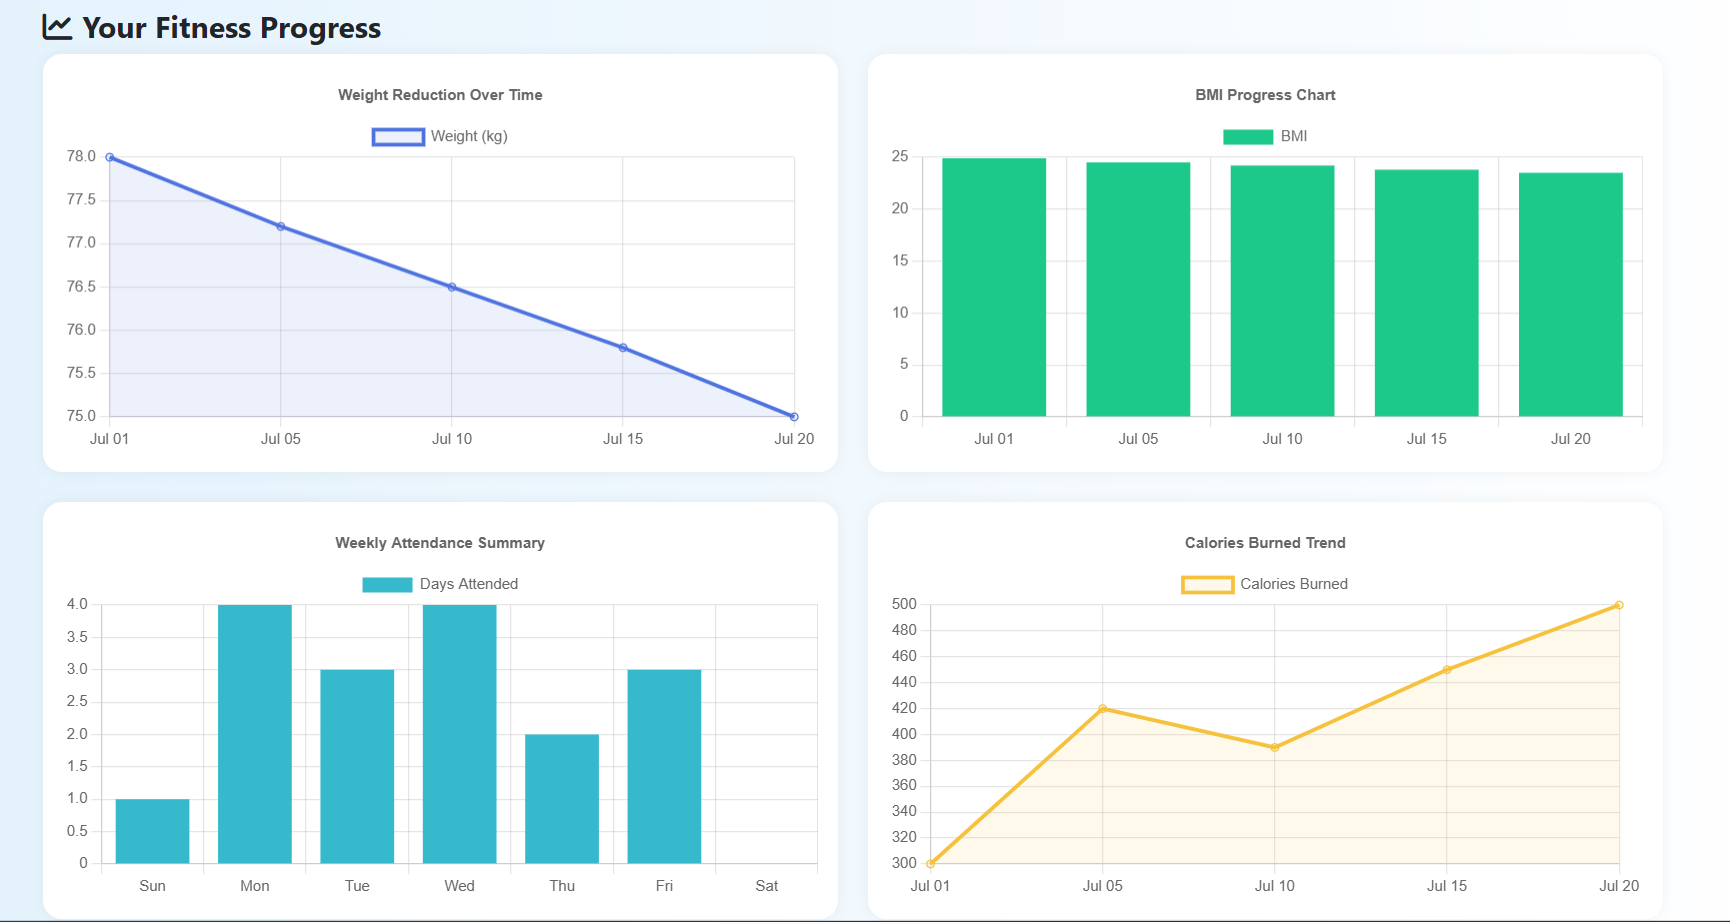 Your Fitness Progress
Weight Reduction Over Time
Weight (kg)
78.0
77.5
77.0
76.5
76.0
75.5
75.0
Jul 01 Jul 05 Jul 10 Jul 15 Jul 20
BMI Progress Chart
BMI
25
20
15
10
5
0
Jul 01 Jul 05 Jul 10 Jul 15 Jul 20
Weekly Attendance Summary
Days Attended
4.0
3.5
3.0
2.5
2.0
1.5
1.0
0.5
0
Sun Mon Tue Wed Thu Fri Sat
Calories Burned Trend
Calories Burned
500
480
460
440
420
400
380
360
340
320
300
Jul 01 Jul 05 Jul 10 Jul 15 Jul 20